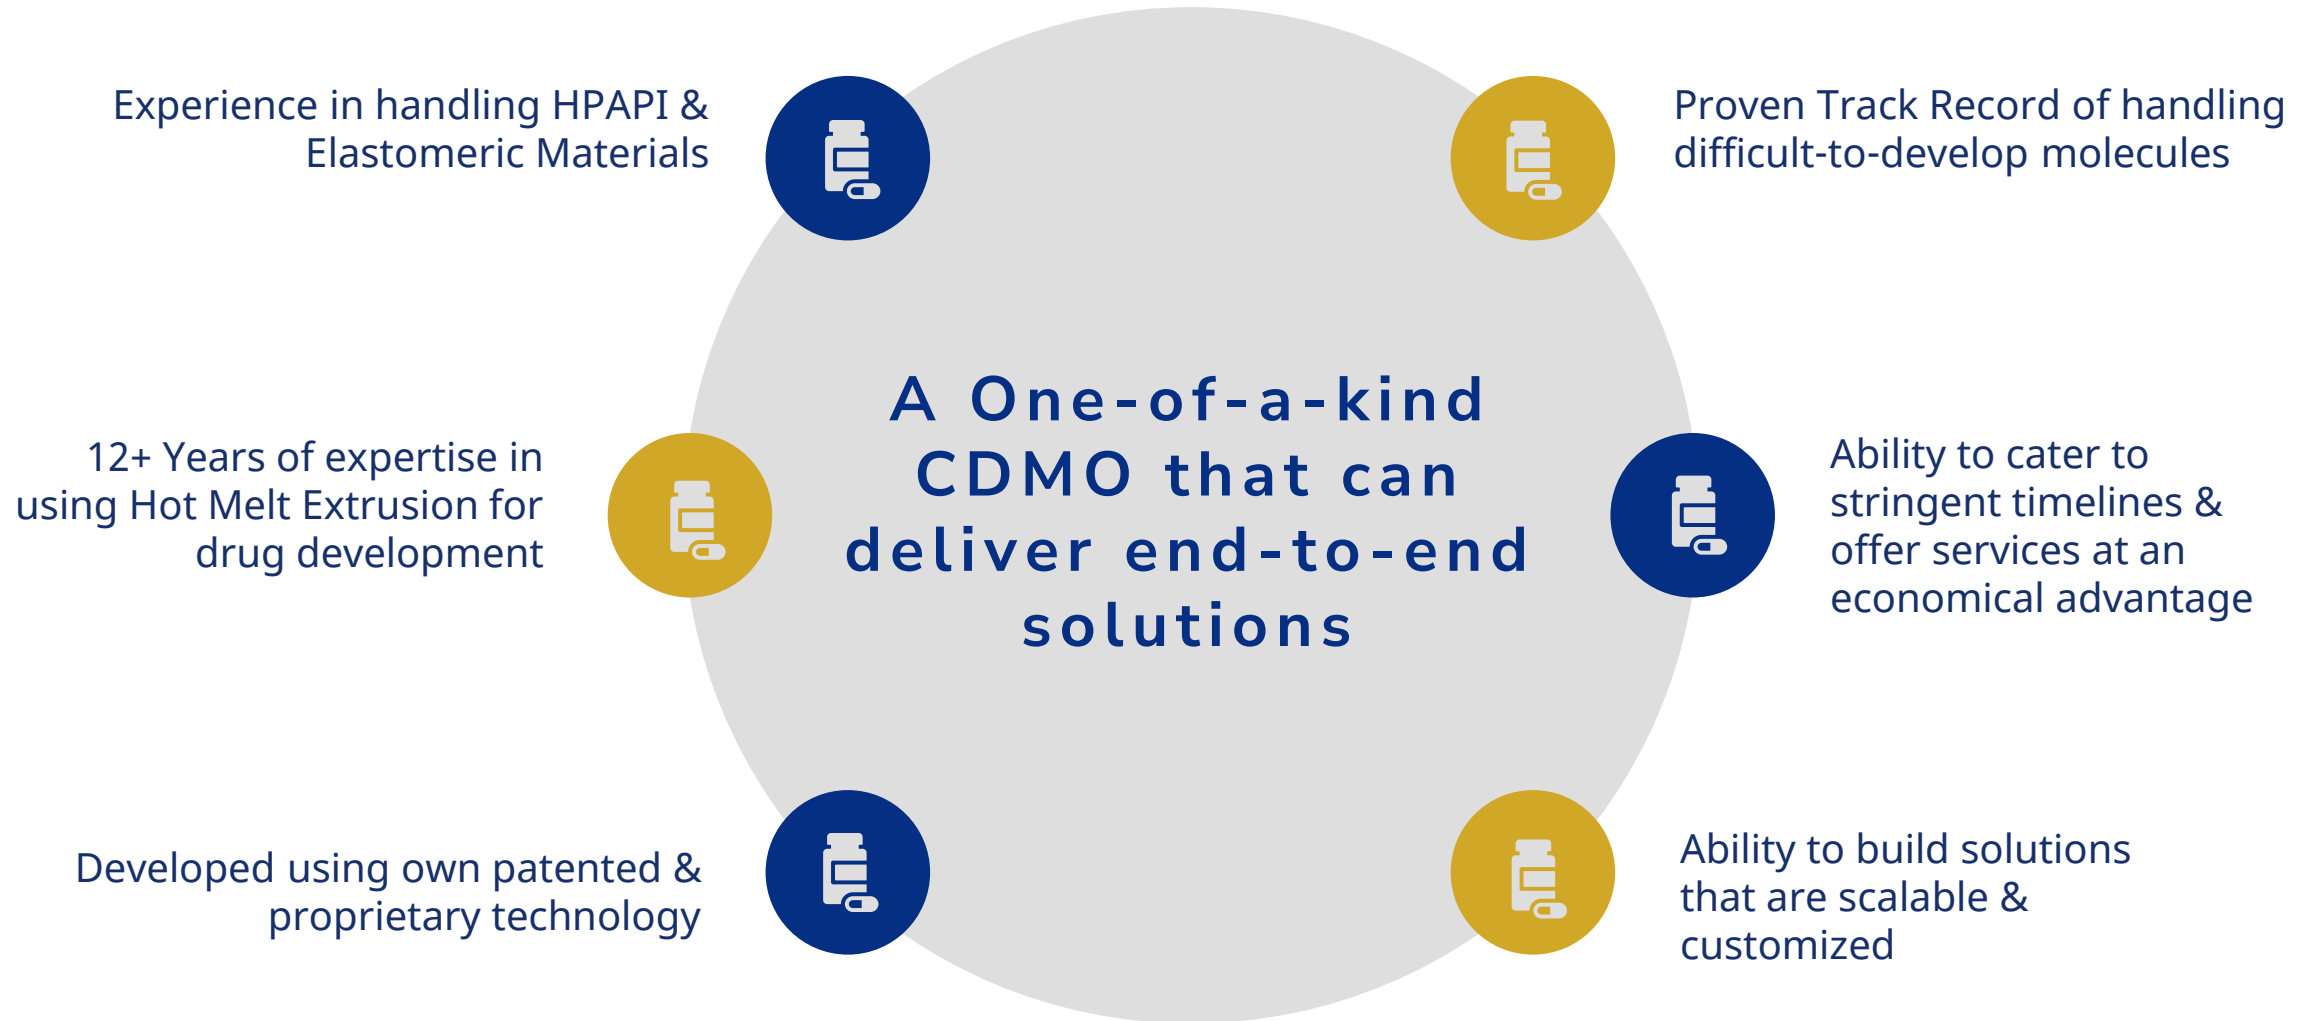 Experience in handling HPAPI &
Elastomeric Materials
Proven Track Record of handling
difficult-to-develop molecules
A One-of-a-kind
CDMO that can
deliver end-to-end
solutions
12+ Years of expertise in
using Hot Melt Extrusion for
drug development
Ability to cater to
stringent timelines &
offer services at an
economical advantage
Developed using own patented &
proprietary technology
Ability to build solutions
that are scalable &
customized